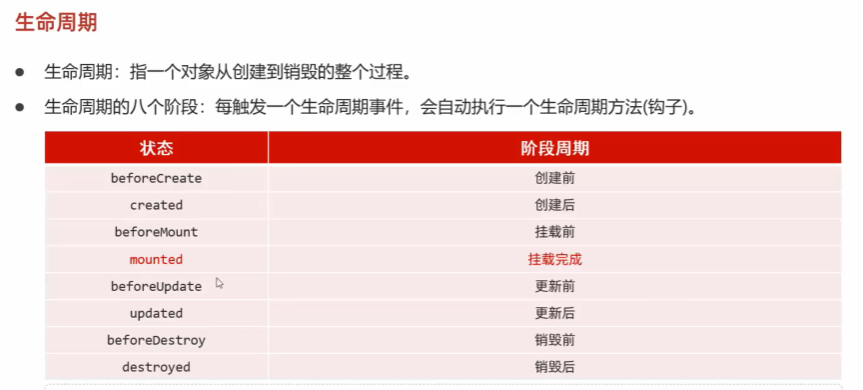 生命周期
● 生命周期：指一个对象从创建到销毁的整个过程。
● 生命周期的八个阶段：每触发一个生命周期事件，会自动执行一个生命周期方法(钩子)。
状态 阶段周期
beforeCreate 创建前
created 创建后
beforeMount 挂载前
mounted 挂载完成
beforeUpdate 更新前
updated 更新后
beforeDestroy 销毁前
destroyed 销毁后